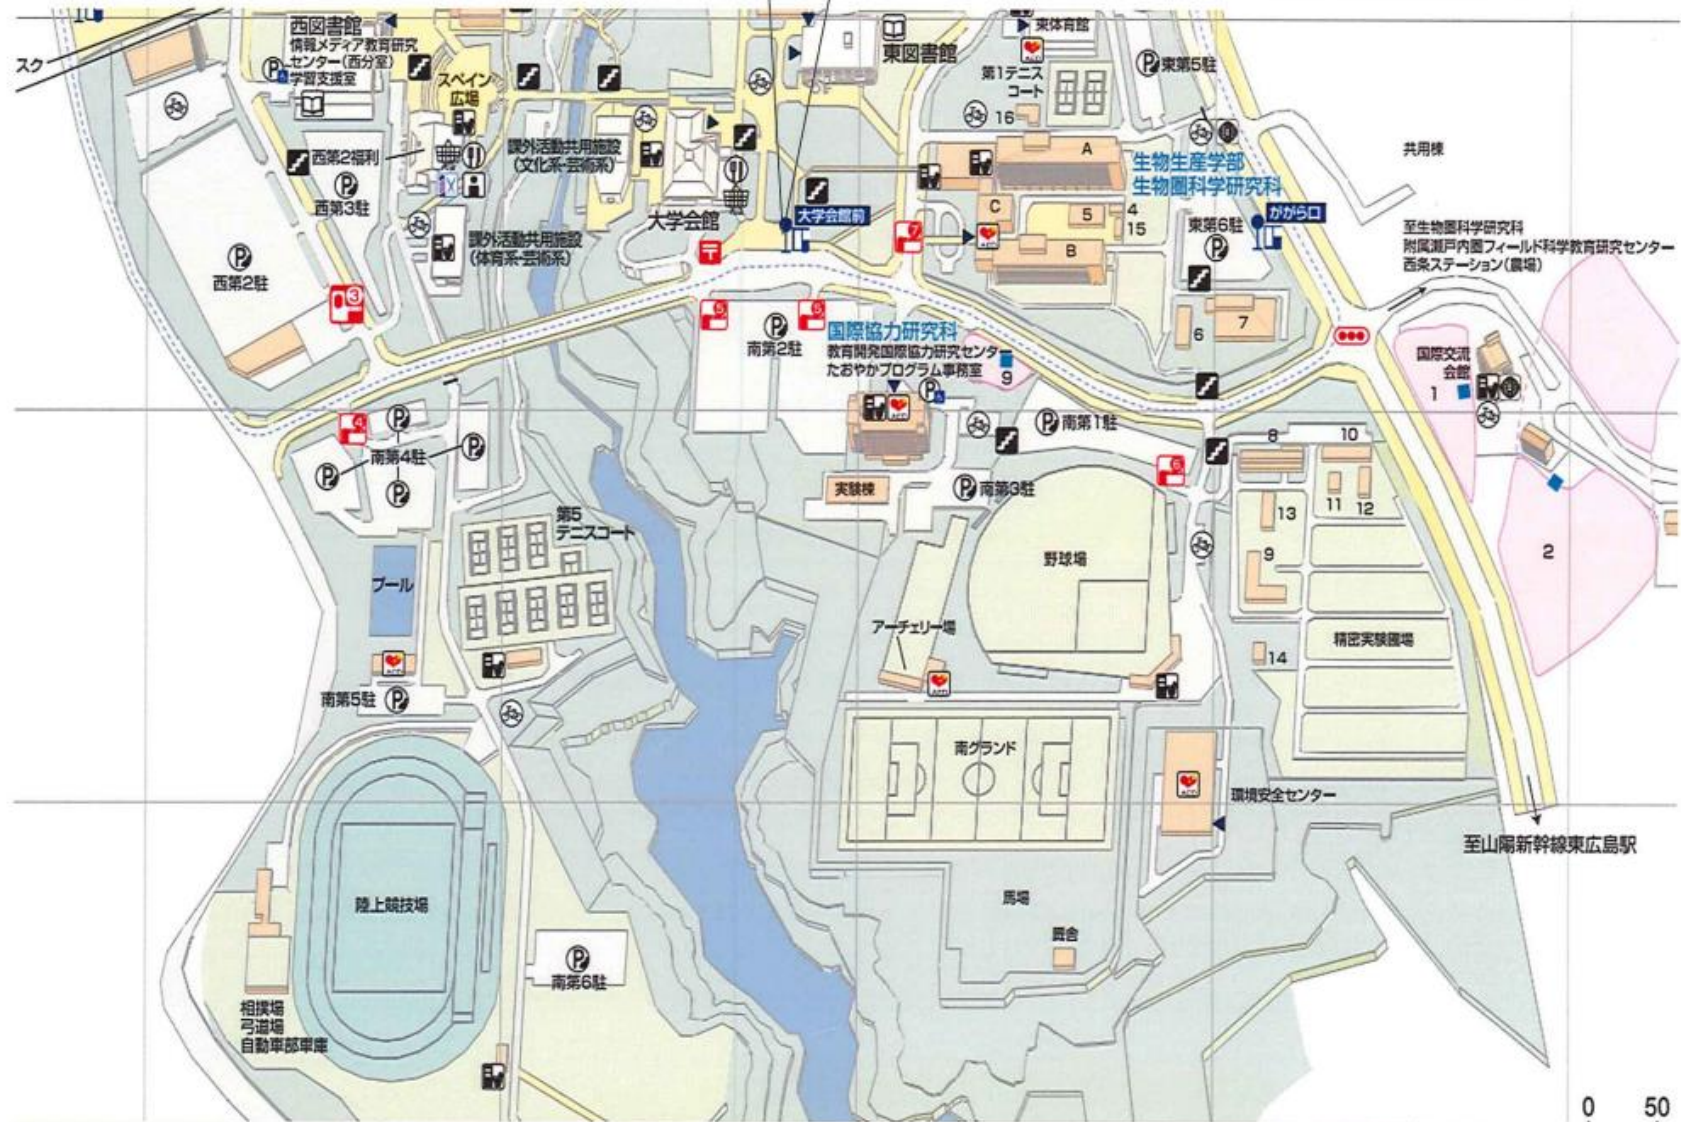 西図書館
情報メディア教育研究
センター(西分室)
学習支援室
スク
スペイン
広場
東図書館
東体育館
第1テニス
コート
東第5駐
16
西第2福利
西第3駐
課外活動共用施設
(文化系・芸術系)
大学会館
大学会館前
A
生物生産学部
生物圏科学研究科
C
5
4
15
B
東第6駐
ががら口
共用棟
至生物圏科学研究科
附属瀬戸内圏フィールド科学教育研究センター
西条ステーション(農場)
西第2駐
課外活動共用施設
(体育系・芸術系)
7
3
5
5
南第2駐
国際協力研究科
教育開発国際協力研究センター
たおやかプログラム事務室
9
6
7
国際交流
会館
1
4
南第4駐
南第1駐
8
10
6
実験棟
南第3駐
11
12
13
第5
テニスコート
プール
野球場
9
2
アーチェリー場
精密実験圃場
14
南第5駐
南グランド
環境安全センター
至山陽新幹線東広島駅
陸上競技場
馬場
厩舎
南第6駐
相撲場
弓道場
自動車部車庫
0 50